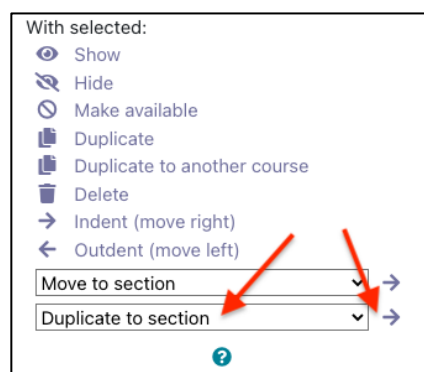 With selected:
Show
Hide
Make available
Duplicate
Duplicate to another course
Delete
Indent (move right)
Outdent (move left)
Move to section
Duplicate to section
?